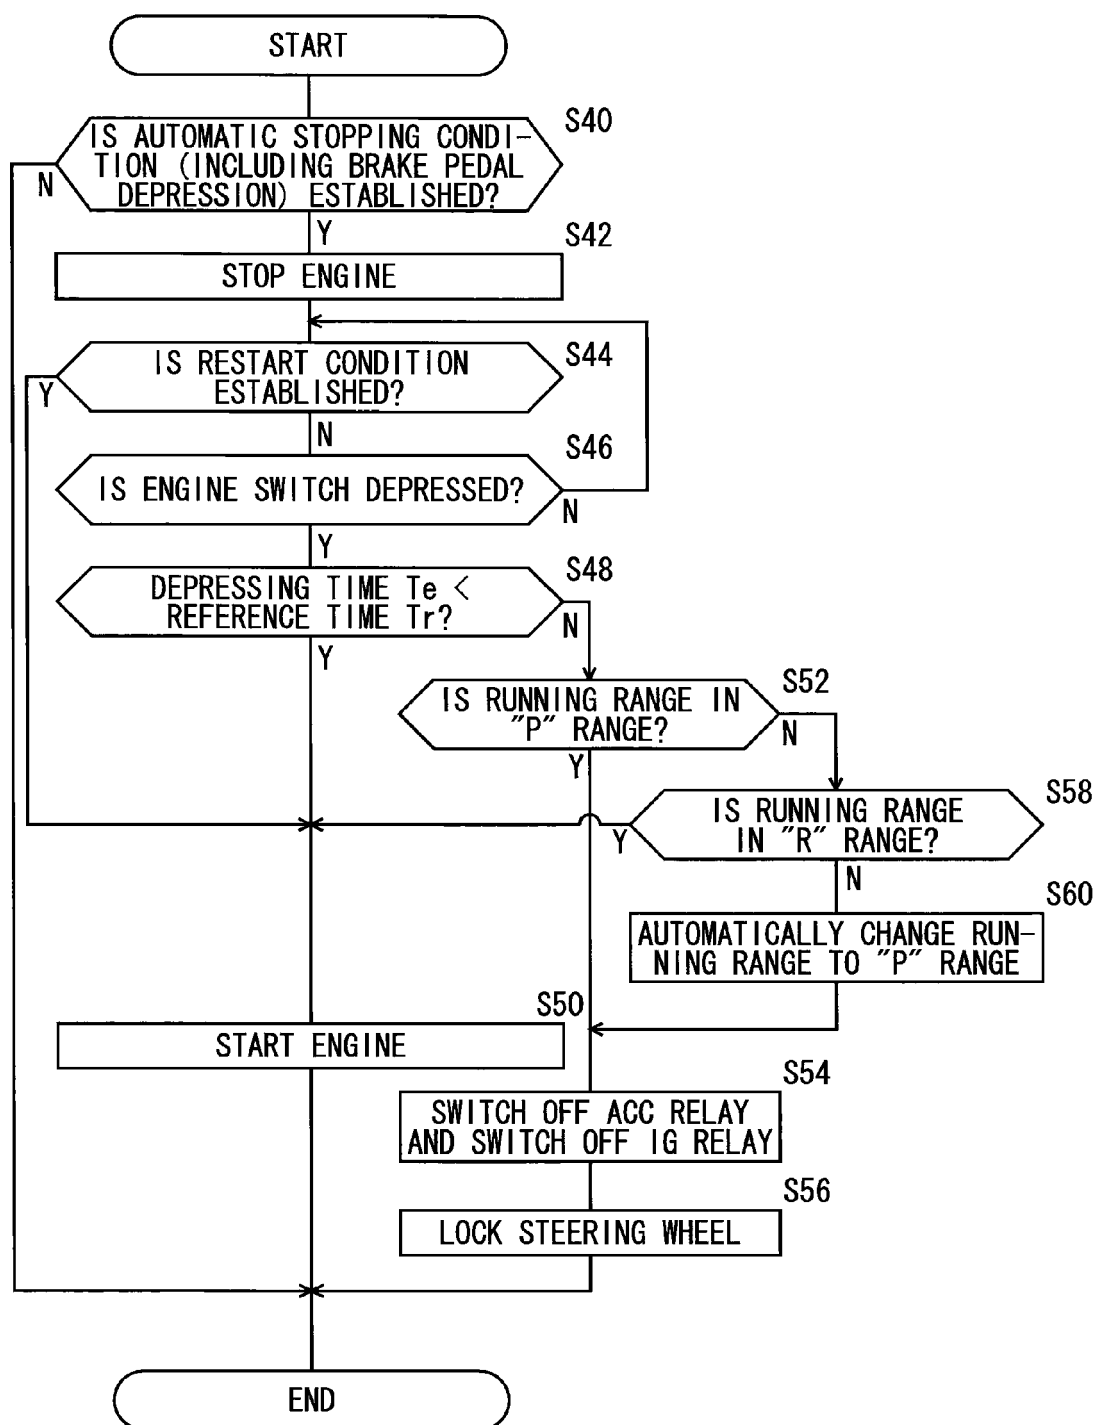 START
IS AUTOMATIC STOPPING CONDI-
TION (INCLUDING BRAKE PEDAL
DEPRESSION) ESTABLISHED?
S40
N
Y
S42
STOP ENGINE
IS RESTART CONDITION
ESTABLISHED?
S44
Y
N
S46
IS ENGINE SWITCH DEPRESSED?
N
Y
DEPRESSING TIME Te <
REFERENCE TIME Tr?
S48
N
Y
IS RUNNING RANGE IN
"P" RANGE?
S52
N
Y
IS RUNNING RANGE
IN "R" RANGE?
S58
Y
N
S60
AUTOMATICALLY CHANGE RUN-
NING RANGE TO "P" RANGE
S50
START ENGINE
S54
SWITCH OFF ACC RELAY
AND SWITCH OFF IG RELAY
S56
LOCK STEERING WHEEL
END